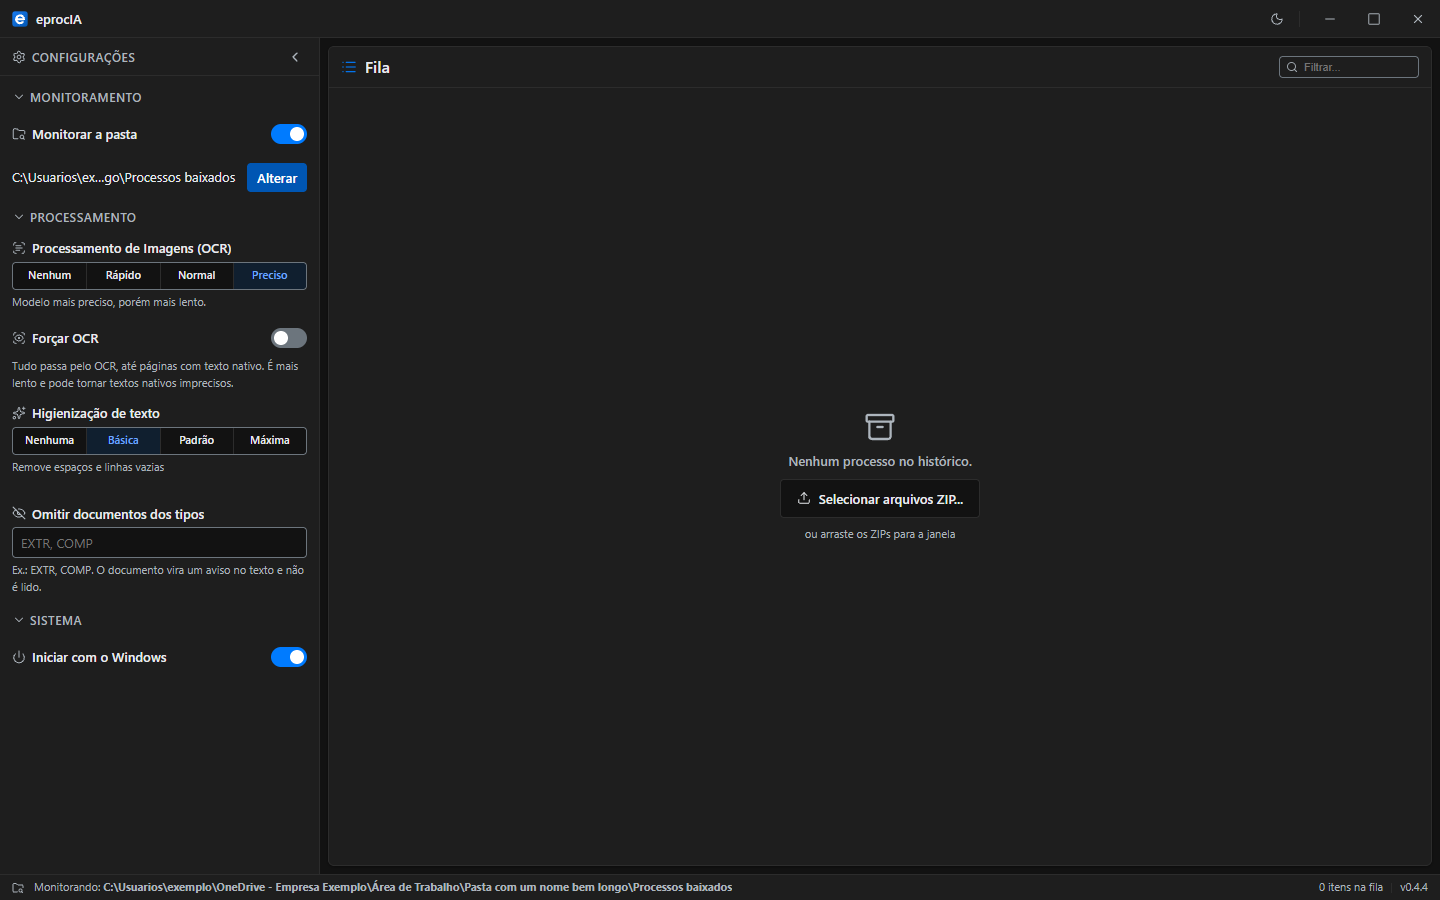 eprocIA
CONFIGURAÇÕES
MONITORAMENTO
Monitorar a pasta
C:\Usuarios\ex...go\Processos baixados
Alterar
PROCESSAMENTO
Processamento de Imagens (OCR)
Nenhum Rápido Normal Preciso
Modelo mais preciso, porém mais lento.
Forçar OCR
Tudo passa pelo OCR, até páginas com texto nativo. É mais
lento e pode tornar textos nativos imprecisos.
Higienização de texto
Nenhuma Básica Padrão Máxima
Remove espaços e linhas vazias
Omitir documentos dos tipos
EXTR, COMP
Ex.: EXTR, COMP. O documento vira um aviso no texto e não
é lido.
SISTEMA
Iniciar com o Windows
Fila
Filtrar...
Nenhum processo no histórico.
Selecionar arquivos ZIP...
ou arraste os ZIPs para a janela
Monitorando: C:\Usuarios\exemplo\OneDrive - Empresa Exemplo\Área de Trabalho\Pasta com um nome bem longo\Processos baixados
0 itens na fila
v0.4.4